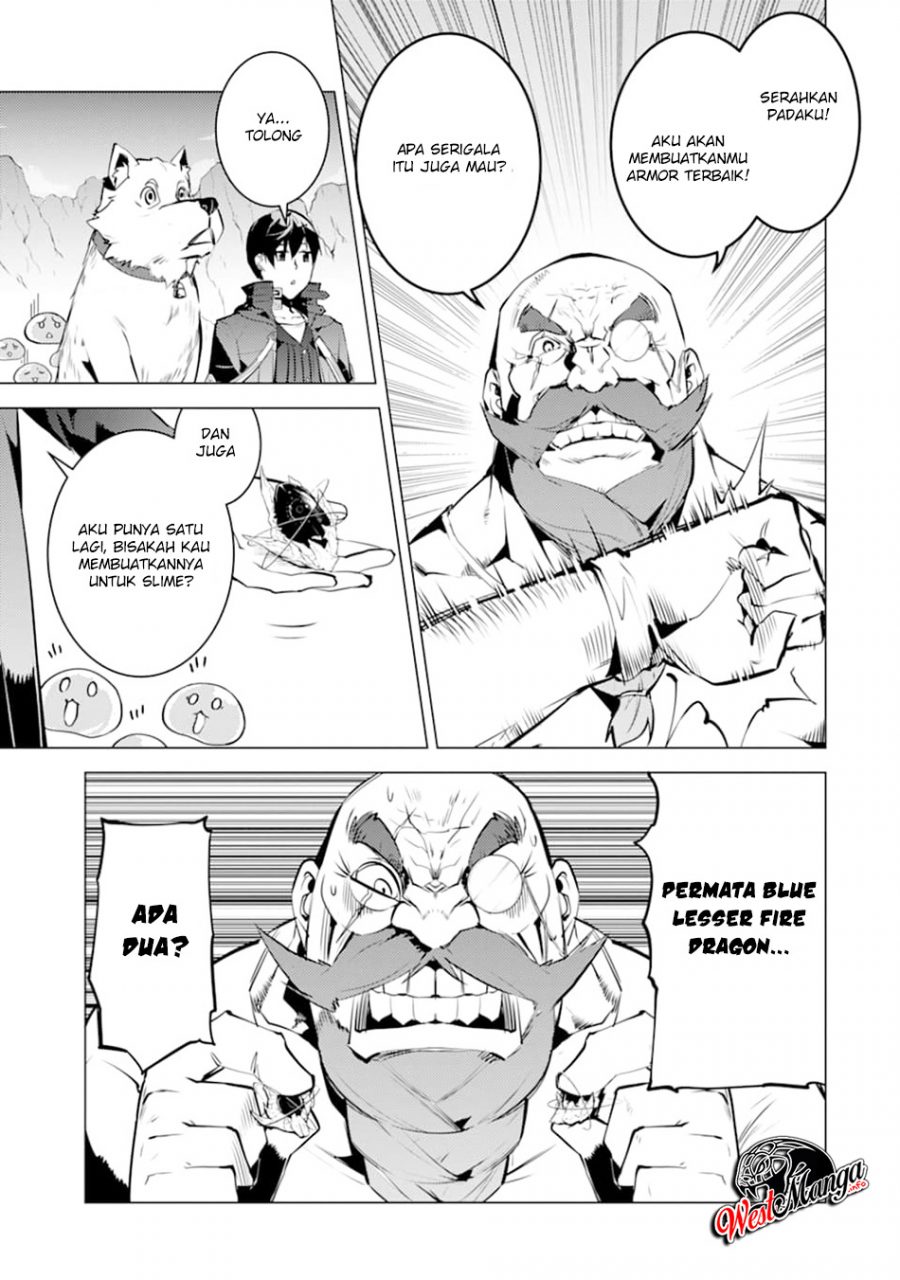 SERAHKAN
PADAKU!
AKU AKAN
MEMBUATKANMU
ARMOR TERBAIK!
APA SERIGALA
ITU JUGA MAU?
YA...
TOLONG
DAN
JUGA
AKU PUNYA SATU
LAGI, BISAKAH KAU
MEMBUATKANNYA
UNTUK SLIME?
PERMATA BLUE
LESSER FIRE
DRAGON...
ADA
DUA?
WestManga
.info